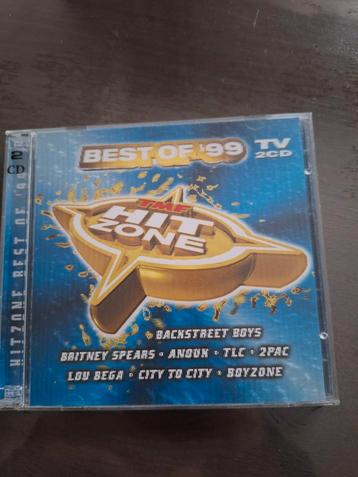 BEST OF '99
TV
2CD
2
CD
HITZONE BEST OF '99
TMF
HIT
ZONE
BACKSTREET BOYS
BRITNEY SPEARS • ANOUK • TLC • 2PAC
LOU BEGA • CITY TO CITY • BOYZONE